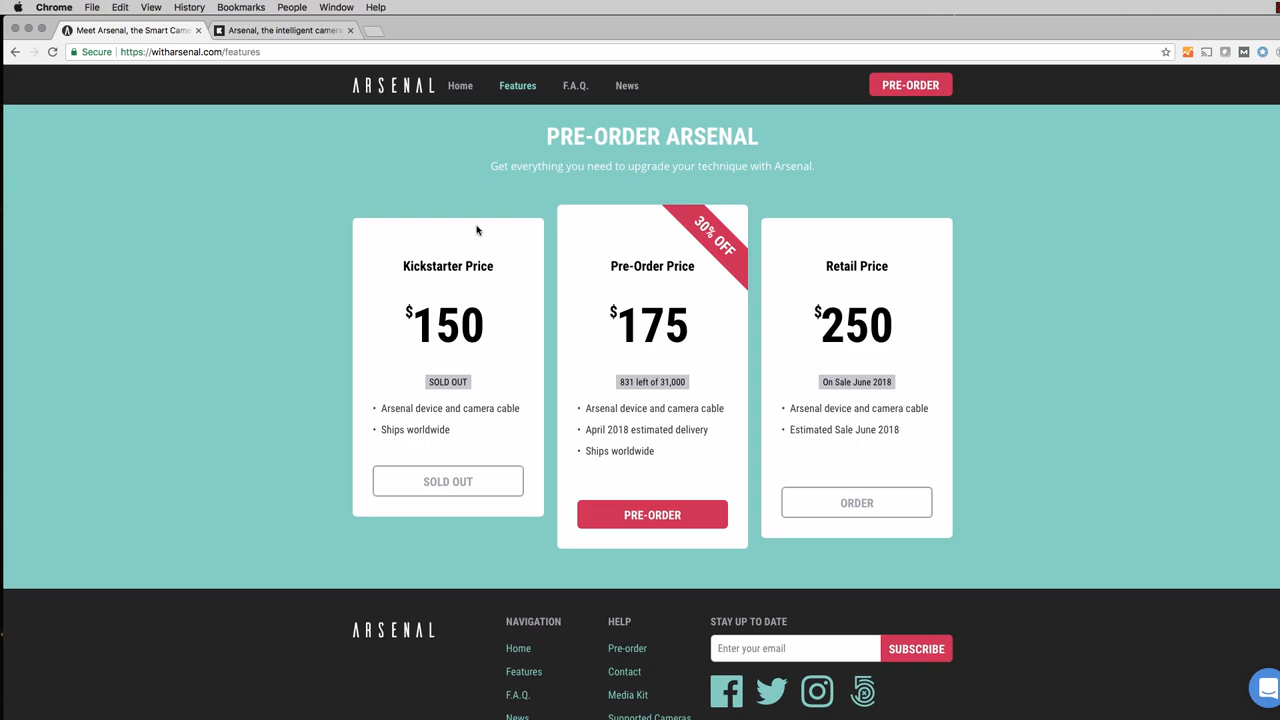 Chrome File Edit View History Bookmarks People Window Help
Meet Arsenal, the Smart Came
Arsenal, the intelligent camera
Secure https://witharsenal.com/features
ARSENAL Home Features F.A.Q. News PRE-ORDER
PRE-ORDER ARSENAL
Get everything you need to upgrade your technique with Arsenal.
Kickstarter Price
$150
SOLD OUT
• Arsenal device and camera cable
• Ships worldwide
SOLD OUT
30% OFF
Pre-Order Price
$175
831 left of 31,000
• Arsenal device and camera cable
• April 2018 estimated delivery
• Ships worldwide
PRE-ORDER
Retail Price
$250
On Sale June 2018
• Arsenal device and camera cable
• Estimated Sale June 2018
ORDER
ARSENAL
NAVIGATION
Home
Features
F.A.Q.
News
HELP
Pre-order
Contact
Media Kit
Supported Cameras
STAY UP TO DATE
Enter your email SUBSCRIBE